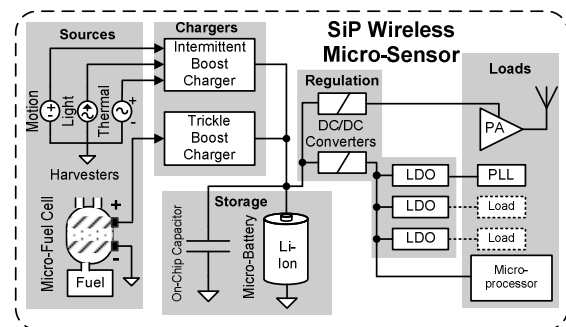 SiP Wireless
Micro-Sensor
Sources
Chargers
Intermittent
Boost
Charger
Trickle
Boost
Charger
Motion
Light
Thermal
+
-
+
-
Harvesters
Micro-Fuel Cell
+
-
Fuel
Storage
On-Chip Capacitor
Micro-Battery
Li-
Ion
Regulation
DC/DC
Converters
LDO
LDO
LDO
Loads
PA
PLL
Load
Load
Micro-
processor